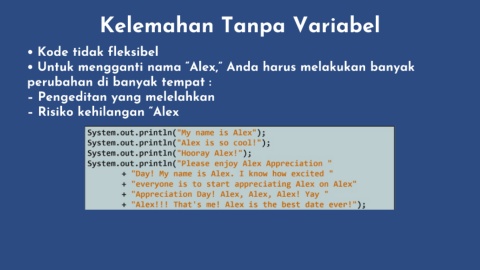 Kelemahan Tanpa Variabel
• Kode tidak fleksibel
• Untuk mengganti nama "Alex," Anda harus melakukan banyak
perubahan di banyak tempat :
– Pengeditan yang melelahkan
– Risiko kehilangan "Alex
System.out.println("My name is Alex");
System.out.println("Alex is so cool!");
System.out.println("Hooray Alex!");
System.out.println("Please enjoy Alex Appreciation "
+ "Day! My name is Alex. I know how excited "
+ "everyone is to start appreciating Alex on Alex"
+ "Appreciation Day! Alex, Alex, Alex! Yay "
+ "Alex!!! That's me! Alex is the best date ever!");